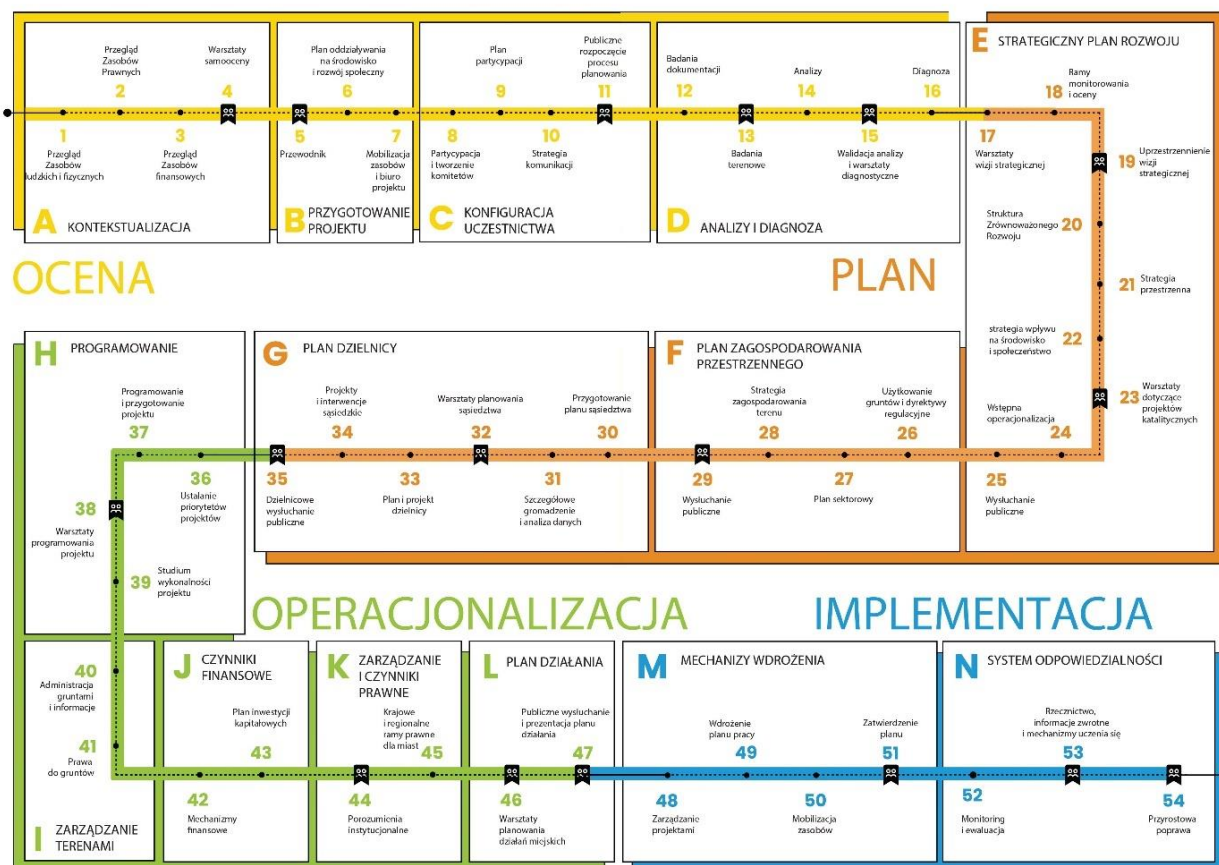 Przegląd
Zasobów
Prawnych
2
Warsztaty
samooceny
4
1
Przegląd
Zasobów
ludzkich i fizycznych
3
Przegląd
Zasobów
finansowych
A KONTEKSTUALIZACJA
Plan oddziaływania
na środowisko
i rozwój społeczny
6
5
Przewodnik
7
Mobilizacja
zasobów
i biuro
projektu
B PRZYGOTOWANIE
PROJEKTU
Plan
partycypacji
9
Publiczne
rozpoczęcie
procesu
planowania
11
8
Partycypacja
i tworzenie
komitetów
10
Strategia
komunikacji
C KONFIGURACJA
UCZESTNICTWA
Badania
dokumentacji
12
Analizy
14
Diagnoza
16
13
Badania
terenowe
15
Walidacja analizy
i warsztaty
diagnostyczne
D ANALIZY I DIAGNOZA
E STRATEGICZNY PLAN ROZWOJU
18
Ramy
monitorowania
i oceny
17
Warsztaty
wizji strategicznej
19
Uprzestrzennienie
wizji
strategicznej
Struktura
Zrównoważonego
Rozwoju
20
21
Strategia
przestrzenna
strategia wpływu
na środowisko
i społeczeństwo
22
23
Warsztaty
dotyczące
projektów
katalitycznych
Wstępna
operacjonalizacja
24
25
Wysłuchanie
publiczne
OCENA
PLAN
H PROGRAMOWANIE
Programowanie
i przygotowanie
projektu
37
36
Ustalanie
priorytetów
projektów
38
Warsztaty
programowania
projektu
39
Studium
wykonalności
projektu
G PLAN DZIELNICY
Projekty
i interwencje
sąsiedzkie
34
Warsztaty planowania
sąsiedztwa
32
Przygotowanie
planu sąsiedztwa
30
35
Dzielnicowe
wysłuchanie
publiczne
33
Plan i projekt
dzielnicy
31
Szczegółowe
gromadzenie
i analiza danych
F PLAN ZAGOSPODAROWANIA
PRZESTRZENNEGO
Strategia
zagospodarowania
terenu
28
Użytkowanie
gruntów i dyrektywy
regulacyjne
26
29
Wysłuchanie
publiczne
27
Plan sektorowy
OPERACJONALIZACJA
IMPLEMENTACJA
40
Administracja
gruntami
i informacje
41
Prawa
do gruntów
I ZARZĄDZANIE
TERENAMI
J CZYNNIKI
FINANSOWE
Plan inwestycji
kapitałowych
43
42
Mechanizmy
finansowe
K ZARZĄDZANIE
I CZYNNIKI
PRAWNE
Krajowe
i regionalne
ramy prawne
dla miast
45
44
Porozumienia
instytucjonalne
L PLAN DZIAŁANIA
Publiczne wysłuchanie
i prezentacja planu
działania
47
46
Warsztaty
planowania
działań miejskich
M MECHANIZY WDROŻENIA
Wdrożenie
planu pracy
49
Zatwierdzenie
planu
51
48
Zarządzanie
projektami
50
Mobilizacja
zasobów
N SYSTEM ODPOWIEDZIALNOŚCI
Rzecznictwo,
informacje zwrotne
i mechanizmy uczenia się
53
52
Monitoring
i ewaluacja
54
Przyrostowa
poprawa